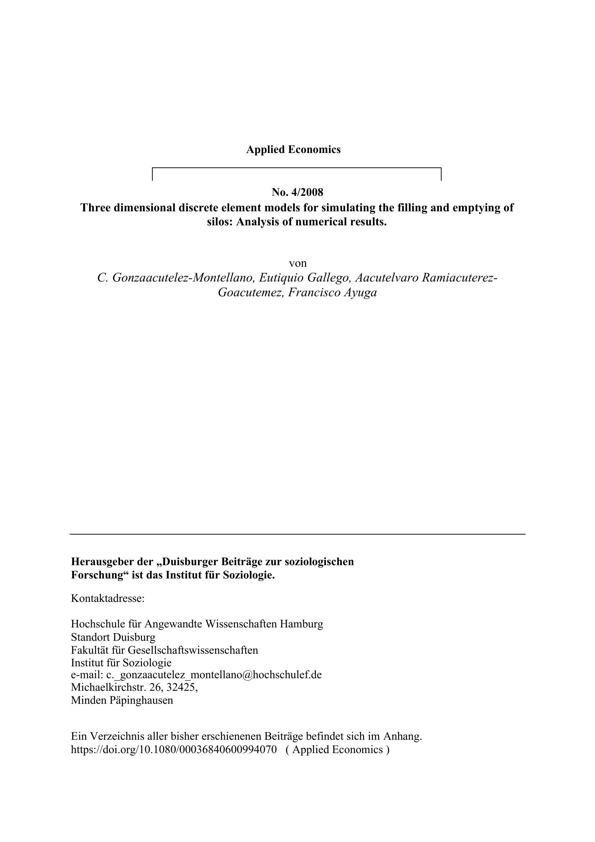 Applied Economics
No. 4/2008
Three dimensional discrete element models for simulating the filling and emptying of
silos: Analysis of numerical results.
von
C. Gonzaacutelez-Montellano, Eutiquio Gallego, Aacutelvaro Ramiacuterez-
Goacutemez, Francisco Ayuga
Herausgeber der „Duisburger Beiträge zur soziologischen
Forschung“ ist das Institut für Soziologie.
Kontaktadresse:
Hochschule für Angewandte Wissenschaften Hamburg
Standort Duisburg
Fakultät für Gesellschaftswissenschaften
Institut für Soziologie
e-mail: c._gonzaacutelez_montellano@hochschulef.de
Michaelkirchstr. 26, 32425,
Minden Päpinghausen
Ein Verzeichnis aller bisher erschienenen Beiträge befindet sich im Anhang.
https://doi.org/10.1080/00036840600994070 ( Applied Economics )